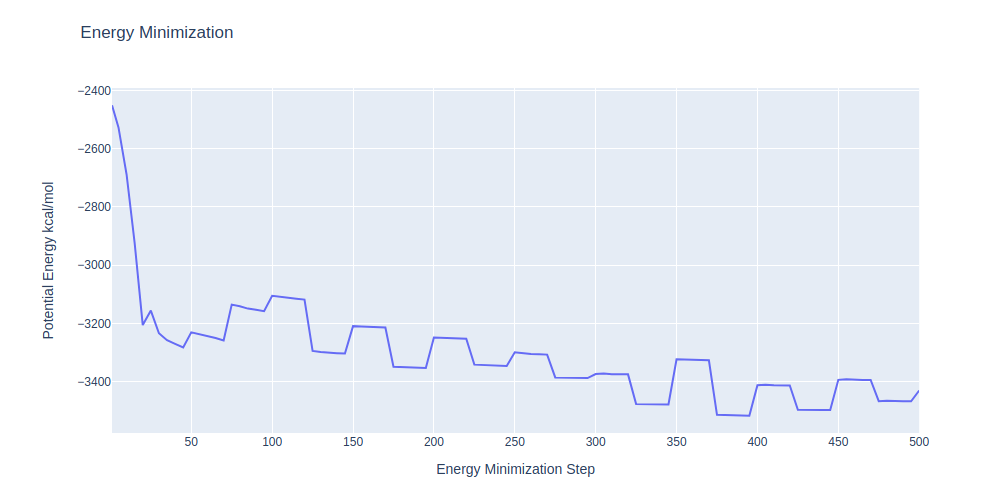 Energy Minimization
−2400
−2600
−2800
−3000
−3200
−3400
Potential Energy kcal/mol
50 100 150 200 250 300 350 400 450 500
Energy Minimization Step